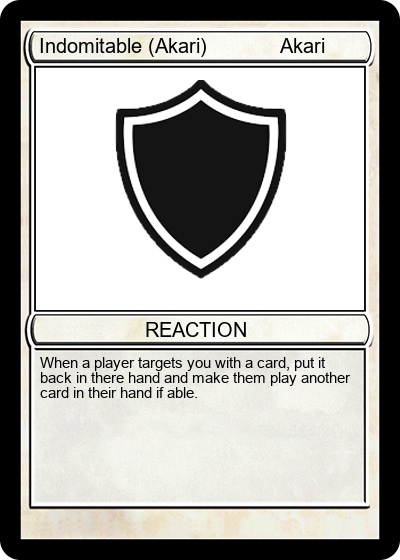 Indomitable (Akari) Akari
REACTION
When a player targets you with a card, put it
back in there hand and make them play another
card in their hand if able.